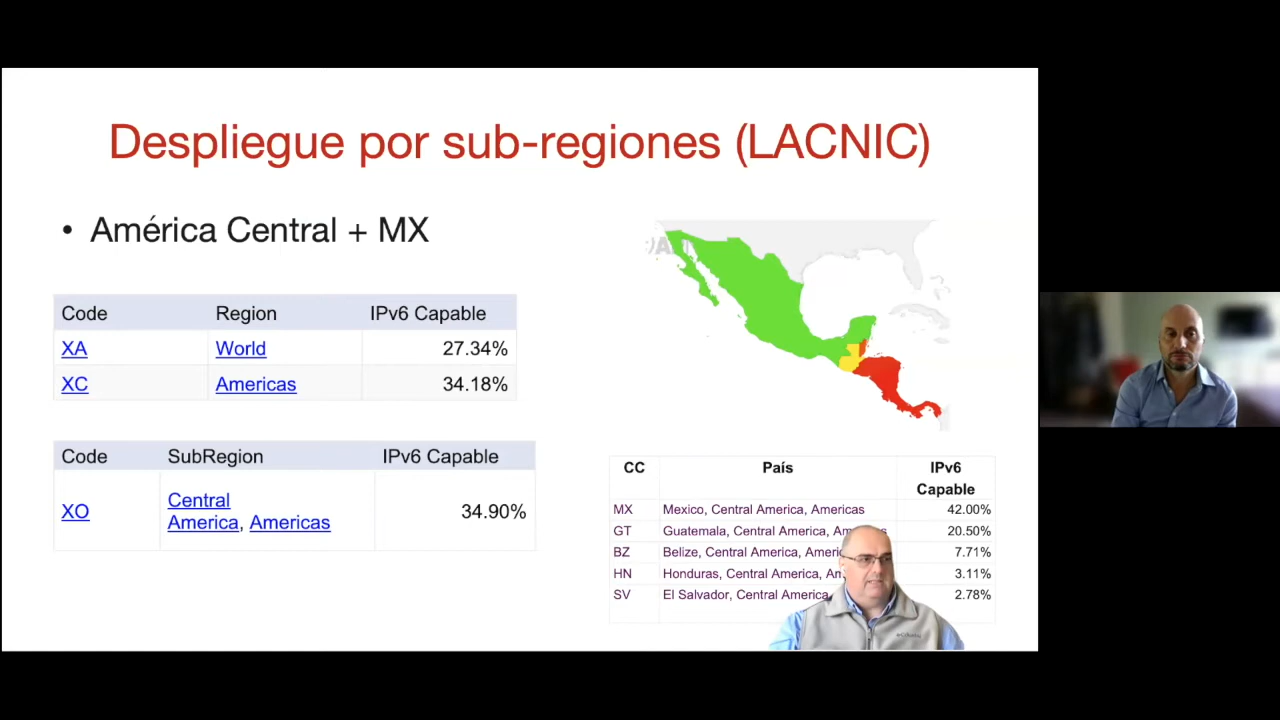 Despliegue por sub-regiones (LACNIC)
• América Central + MX
Code Region IPv6 Capable
XA World 27.34%
XC Americas 34.18%
Code SubRegion IPv6 Capable
XO Central America, Americas 34.90%
CC País IPv6 Capable
MX Mexico, Central America, Americas 42.00%
GT Guatemala, Central America, 20.50%
BZ Belize, Central America, 7.71%
HN Honduras, Central America, 3.11%
SV El Salvador, Central America, 2.78%